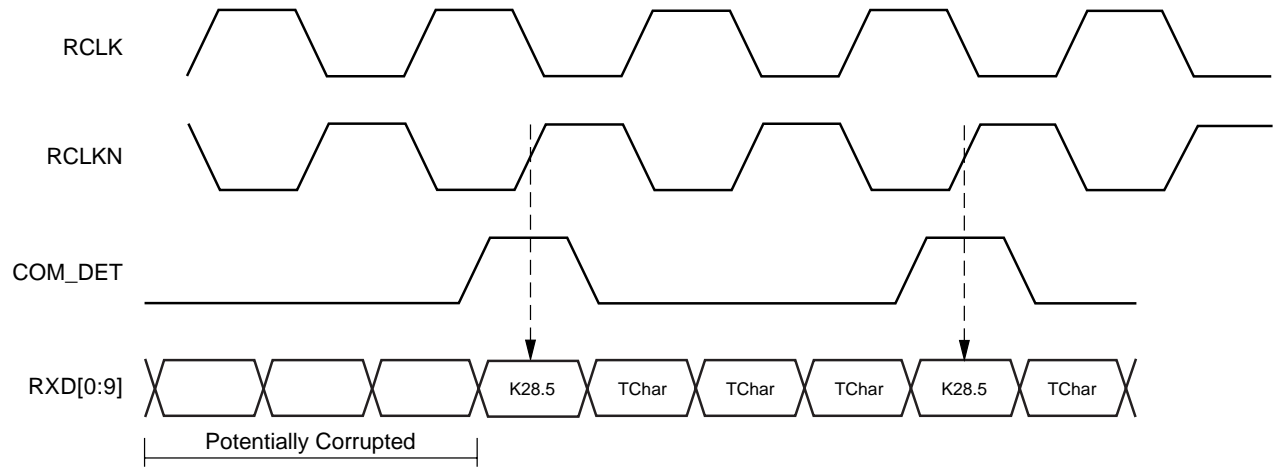 RCLK
RCLKN
COM_DET
RXD[0:9]
K28.5 TChar TChar TChar K28.5 TChar
Potentially Corrupted